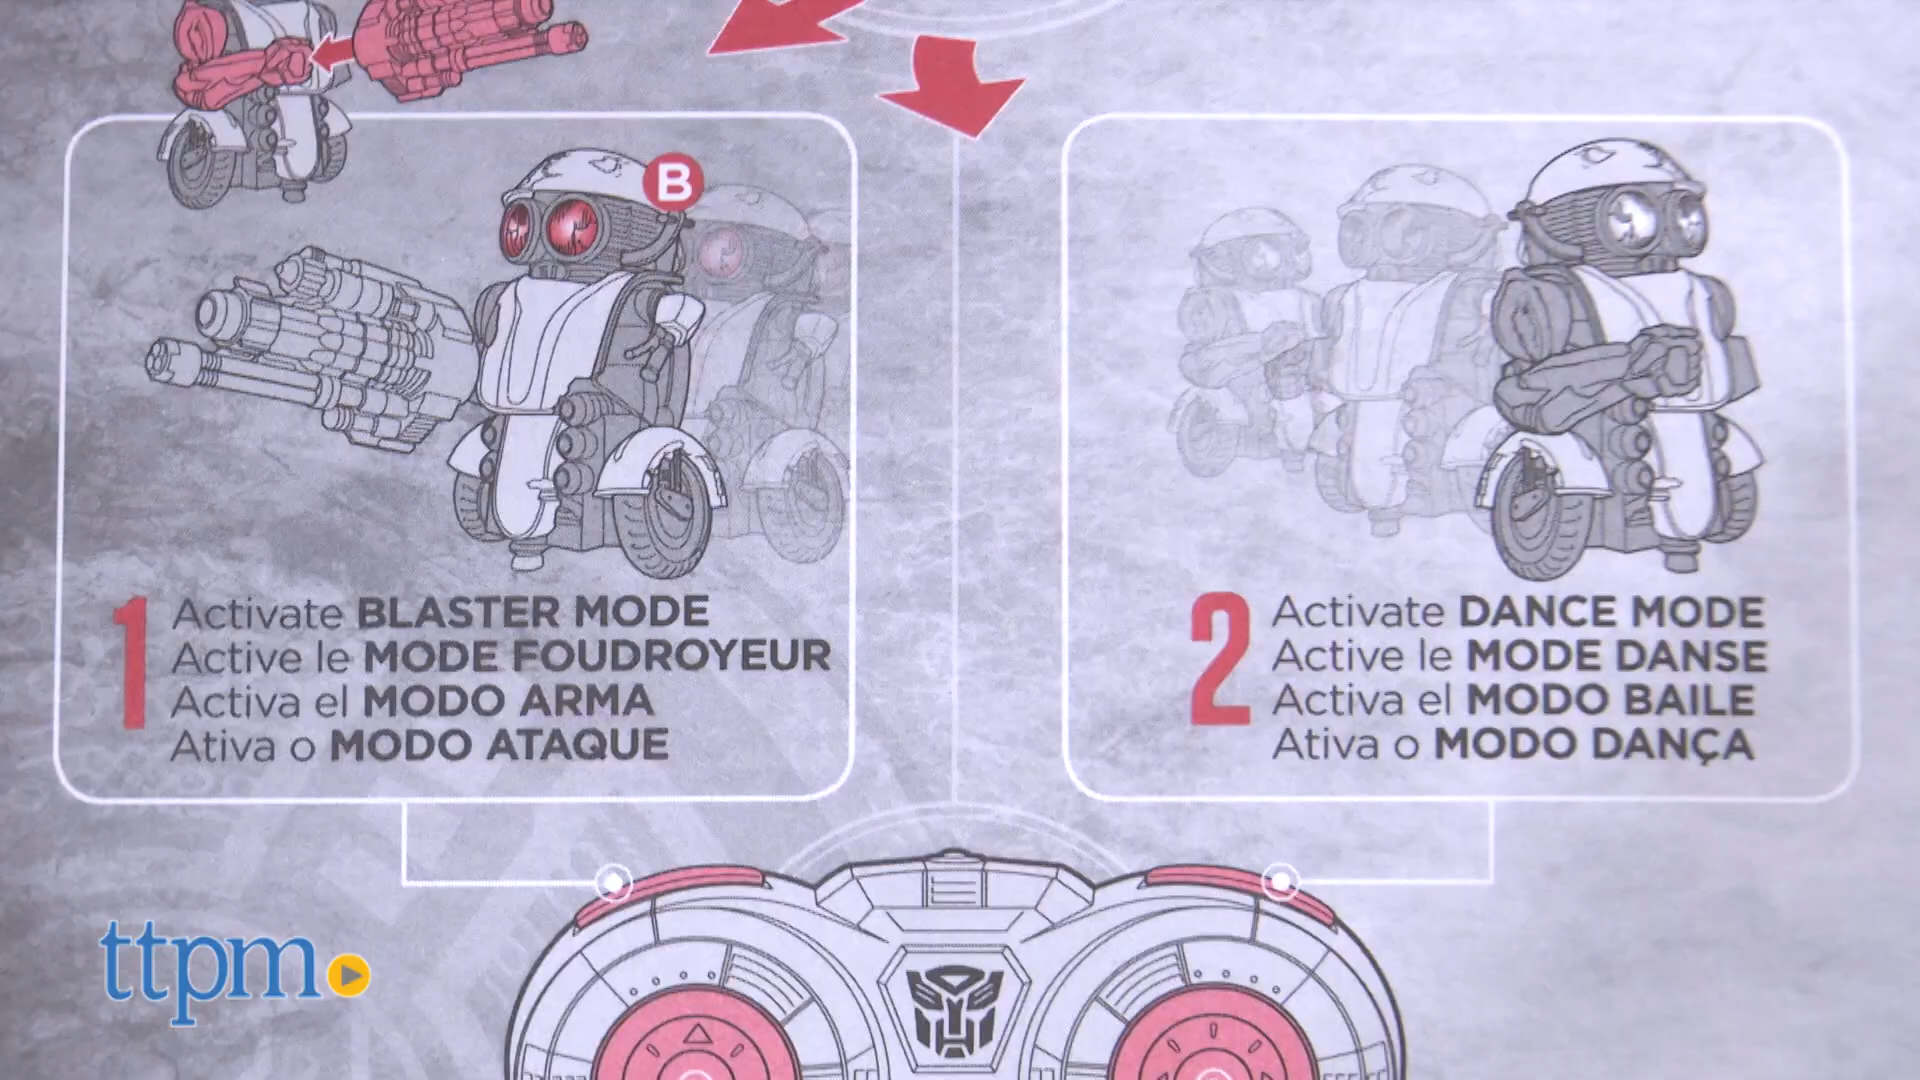 B
1
Activate BLASTER MODE
Active le MODE FOUDROYEUR
Activa el MODO ARMA
Ativa o MODO ATAQUE
2
Activate DANCE MODE
Active le MODE DANSE
Activa el MODO BAILE
Ativa o MODO DANÇA
ttpm